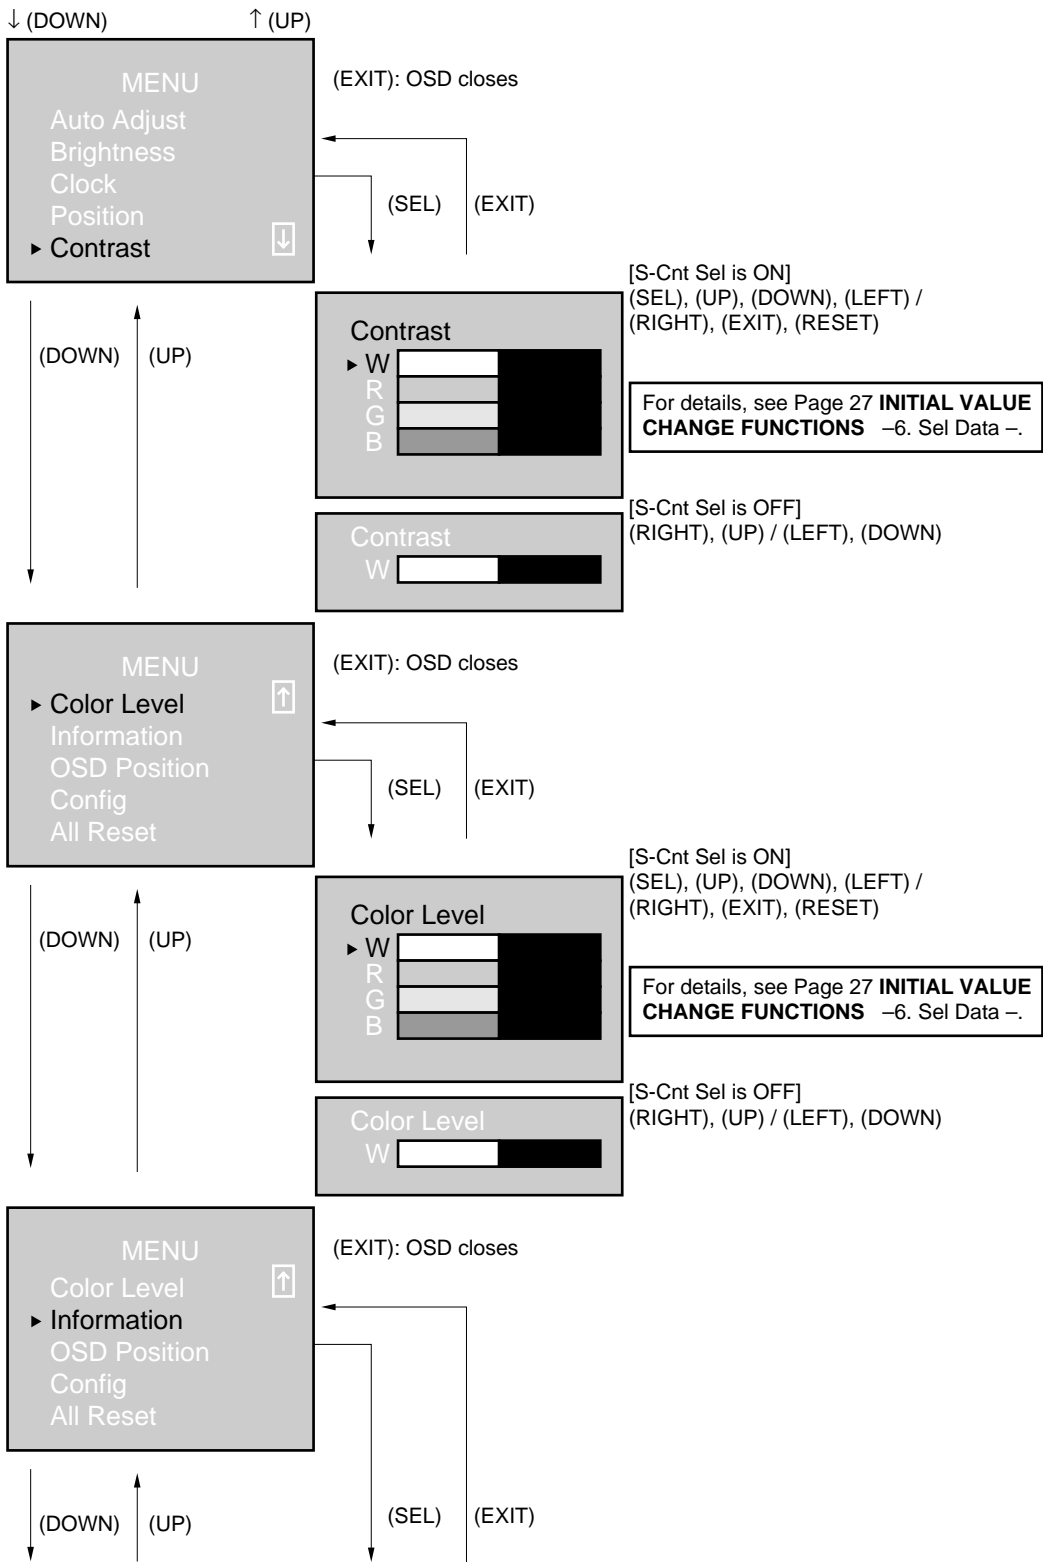 ↓ (DOWN) ↑ (UP)
MENU
Auto Adjust
Brightness
Clock
Position
▸ Contrast ↓
(EXIT): OSD closes
(SEL) (EXIT)
(DOWN) (UP)
Contrast
▸ W
R
G
B
[S-Cnt Sel is ON]
(SEL), (UP), (DOWN), (LEFT) /
(RIGHT), (EXIT), (RESET)
For details, see Page 27 INITIAL VALUE
CHANGE FUNCTIONS –6. Sel Data –.
Contrast
W
[S-Cnt Sel is OFF]
(RIGHT), (UP) / (LEFT), (DOWN)
MENU
▸ Color Level ↑
Information
OSD Position
Config
All Reset
(EXIT): OSD closes
(SEL) (EXIT)
(DOWN) (UP)
Color Level
▸ W
R
G
B
[S-Cnt Sel is ON]
(SEL), (UP), (DOWN), (LEFT) /
(RIGHT), (EXIT), (RESET)
For details, see Page 27 INITIAL VALUE
CHANGE FUNCTIONS –6. Sel Data –.
Color Level
W
[S-Cnt Sel is OFF]
(RIGHT), (UP) / (LEFT), (DOWN)
MENU
Color Level ↑
▸ Information
OSD Position
Config
All Reset
(EXIT): OSD closes
(DOWN) (UP) (SEL) (EXIT)